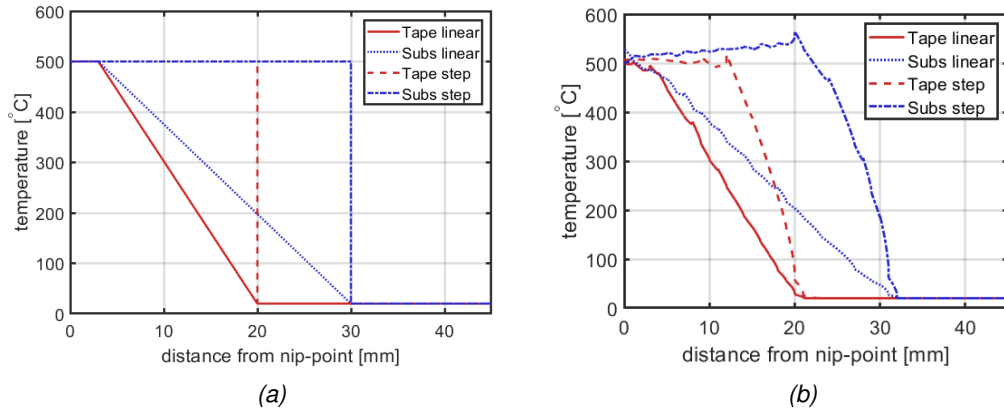 600
500
400
300
200
100
0
temperature [°C]
0
10
20
30
40
distance from nip-point [mm]
Tape linear
Subs linear
Tape step
Subs step
(a)
600
500
400
300
200
100
0
temperature [°C]
0
10
20
30
40
distance from nip-point [mm]
Tape linear
Subs linear
Tape step
Subs step
(b)